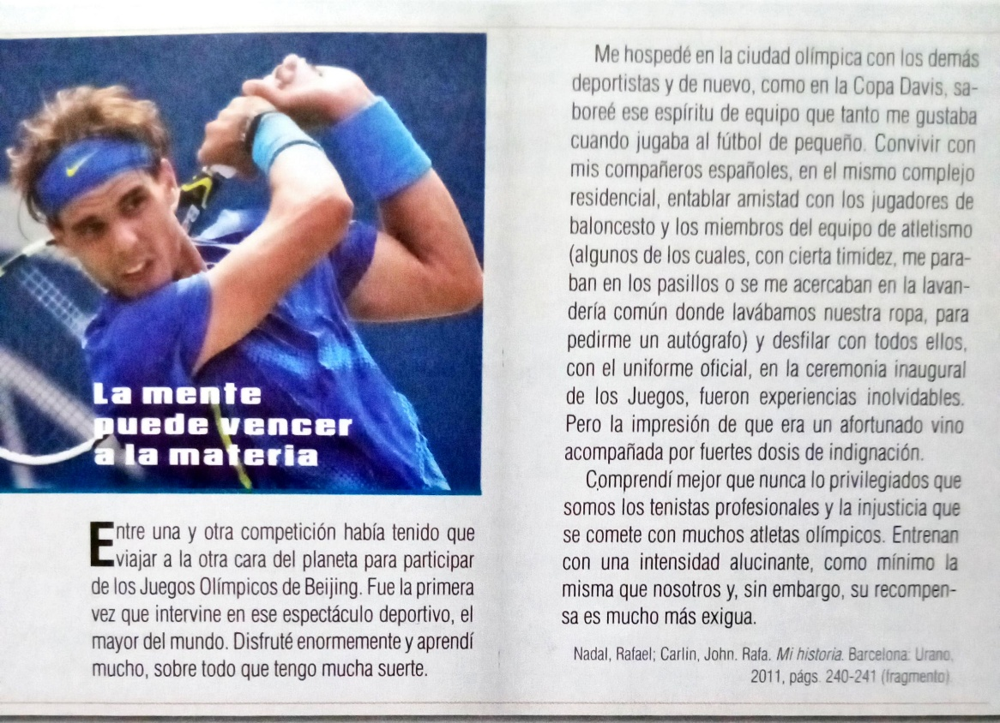 La mente
puede vencer
a la materia
Entre una y otra competición había tenido que
viajar a la otra cara del planeta para participar
de los Juegos Olímpicos de Beijing. Fue la primera
vez que intervine en ese espectáculo deportivo, el
mayor del mundo. Disfruté enormemente y aprendí
mucho, sobre todo que tengo mucha suerte.
Me hospedé en la ciudad olímpica con los demás
deportistas y de nuevo, como en la Copa Davis, sa-
boreé ese espíritu de equipo que tanto me gustaba
cuando jugaba al fútbol de pequeño. Convivir con
mis compañeros españoles, en el mismo complejo
residencial, entablar amistad con los jugadores de
baloncesto y los miembros del equipo de atletismo
(algunos de los cuales, con cierta timidez, me para-
ban en los pasillos o se me acercaban en la lavan-
dería común donde lavábamos nuestra ropa, para
pedirme un autógrafo) y desfilar con todos ellos,
con el uniforme oficial, en la ceremonia inaugural
de los Juegos, fueron experiencias inolvidables.
Pero la impresión de que era un afortunado vino
acompañada por fuertes dosis de indignación.
Comprendí mejor que nunca lo privilegiados que
somos los tenistas profesionales y la injusticia que
se comete con muchos atletas olímpicos. Entrenan
con una intensidad alucinante, como mínimo la
misma que nosotros y, sin embargo, su recompen-
sa es mucho más exigua.
Nadal, Rafael; Carlin, John. Rafa. Mi historia. Barcelona: Urano,
2011, págs. 240-241 (fragmento).